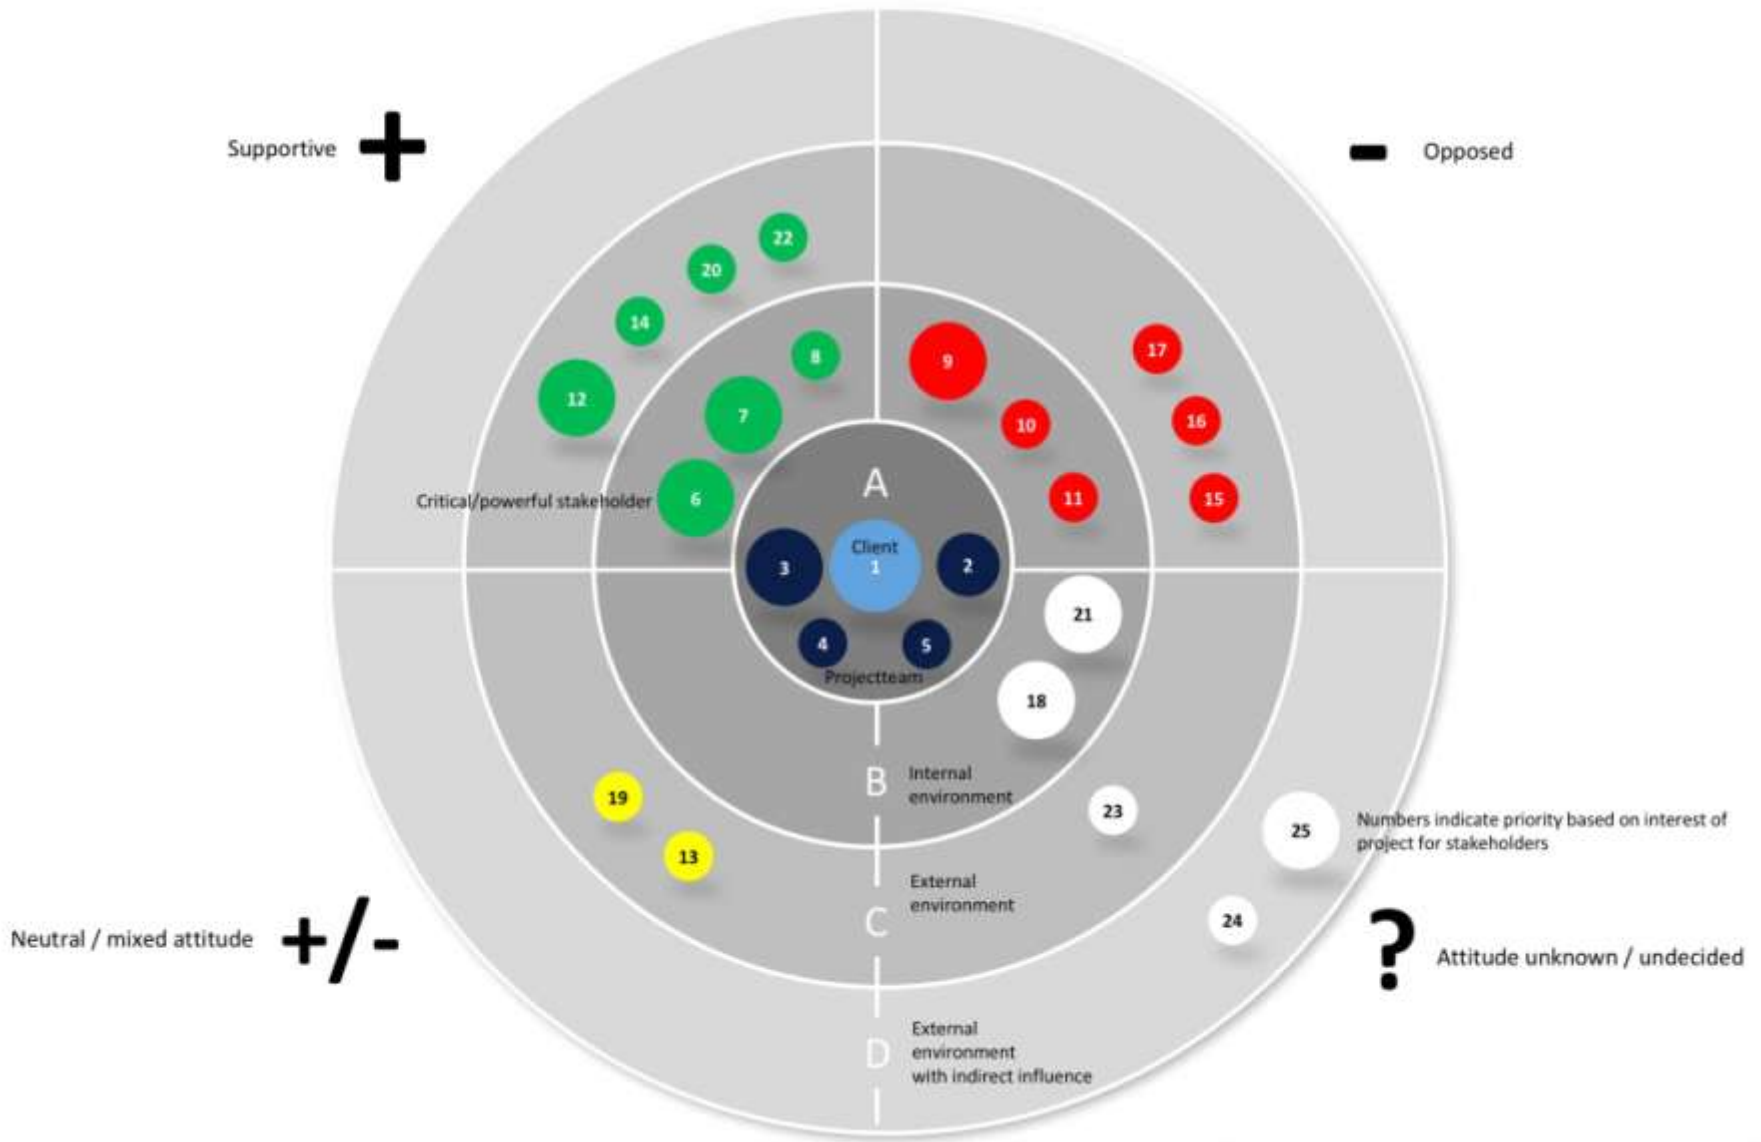 Supportive +
- Opposed
22
20
14
8
17
9
12
7
16
10
A
Critical/powerful stakeholder
6
11
15
Client
3
1
2
21
4
5
Projectteam
18
B
Internal
environment
19
23
13
25
Numbers indicate priority based on interest of
project for stakeholders
External
environment
C
24
Neutral / mixed attitude +/-
? Attitude unknown / undecided
D
External
environment
with indirect influence